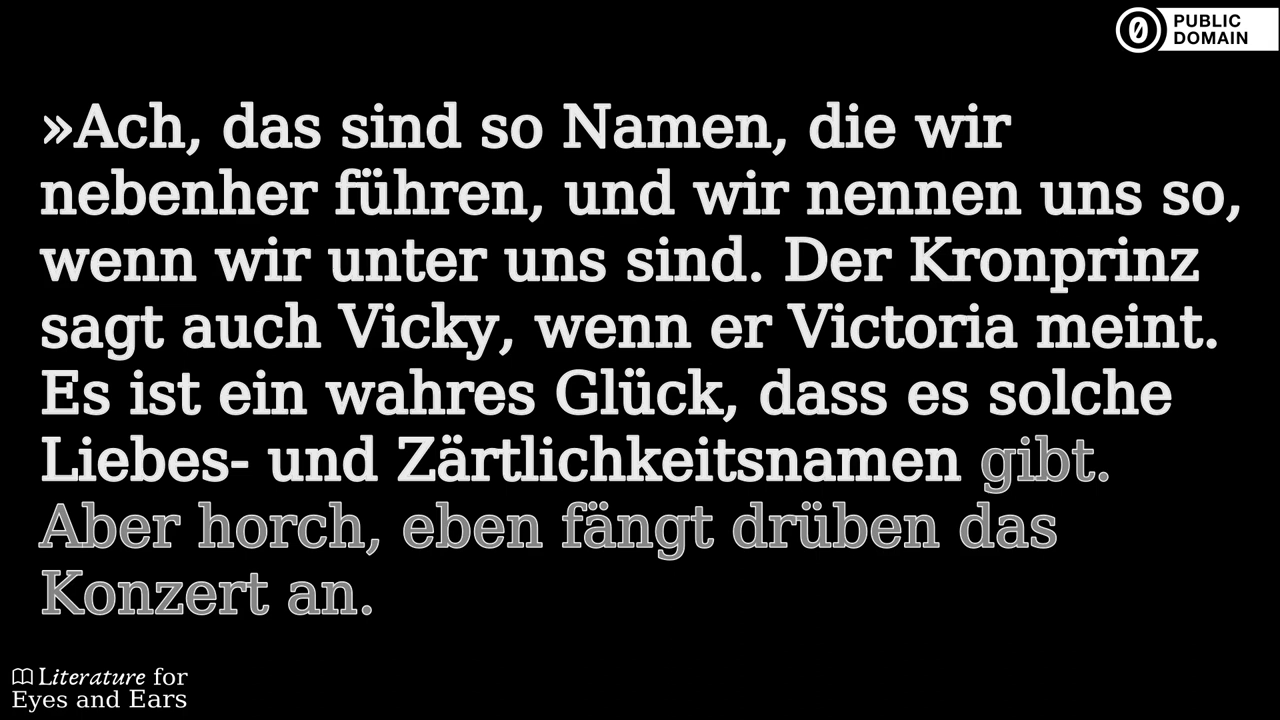 PUBLIC
DOMAIN
»Ach, das sind so Namen, die wir
nebenher führen, und wir nennen uns so,
wenn wir unter uns sind. Der Kronprinz
sagt auch Vicky, wenn er Victoria meint.
Es ist ein wahres Glück, dass es solche
Liebes- und Zärtlichkeitsnamen gibt.
Aber horch, eben fängt drüben das
Konzert an.
Literature for
Eyes and Ears